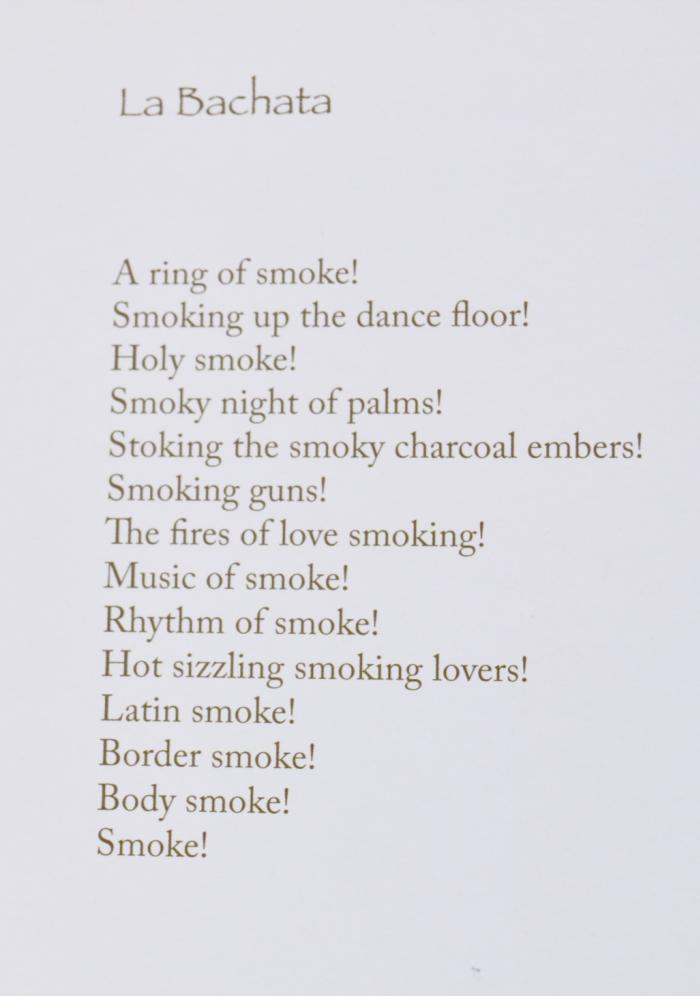 La Bachata
A ring of smoke!
Smoking up the dance floor!
Holy smoke!
Smoky night of palms!
Stoking the smoky charcoal embers!
Smoking guns!
The fires of love smoking!
Music of smoke!
Rhythm of smoke!
Hot sizzling smoking lovers!
Latin smoke!
Border smoke!
Body smoke!
Smoke!